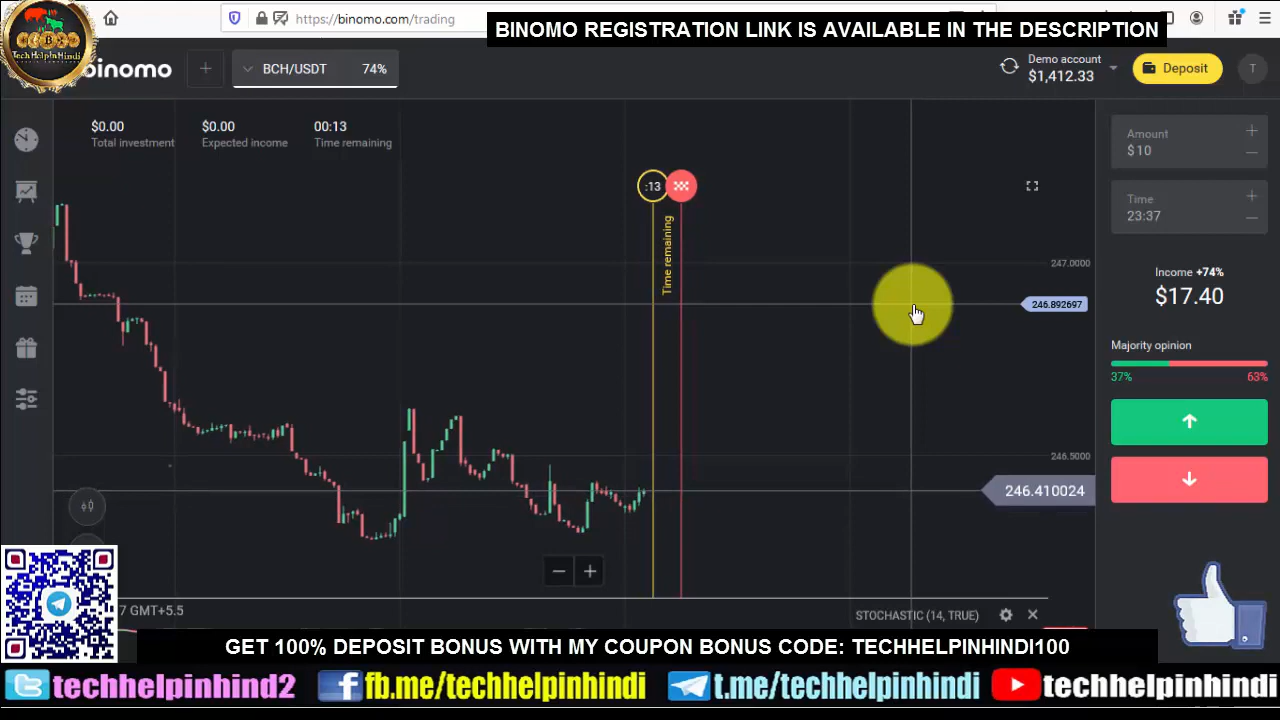 https://binomo.com/trading
BINOMO REGISTRATION LINK IS AVAILABLE IN THE DESCRIPTION
TechHelpInHindi
binomo
+
BCH/USDT 74%
Demo account
$1,412.33
Deposit
T
$0.00 $0.00 00:13
Total investment Expected income Time remaining
:13
Time remaining
Amount
$10
+
−
Time
23:37
+
−
247.0000
246.892697
Income +74%
$17.40
Majority opinion
37% 63%
246.5000
246.410024
− +
7 GMT+5.5
STOCHASTIC (14, TRUE)
GET 100% DEPOSIT BONUS WITH MY COUPON BONUS CODE: TECHHELPINHINDI100
techhelpinhind2 fb.me/techhelpinhindi t.me/techhelpinhindi techhelpinhindi